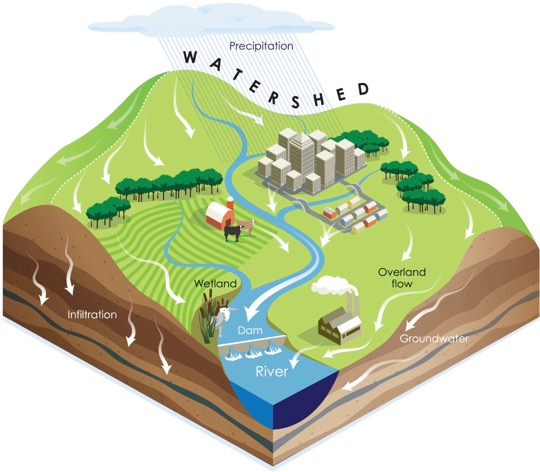 Precipitation
WATERSHED
Wetland
Overland
flow
Infiltration
Dam
Groundwater
River